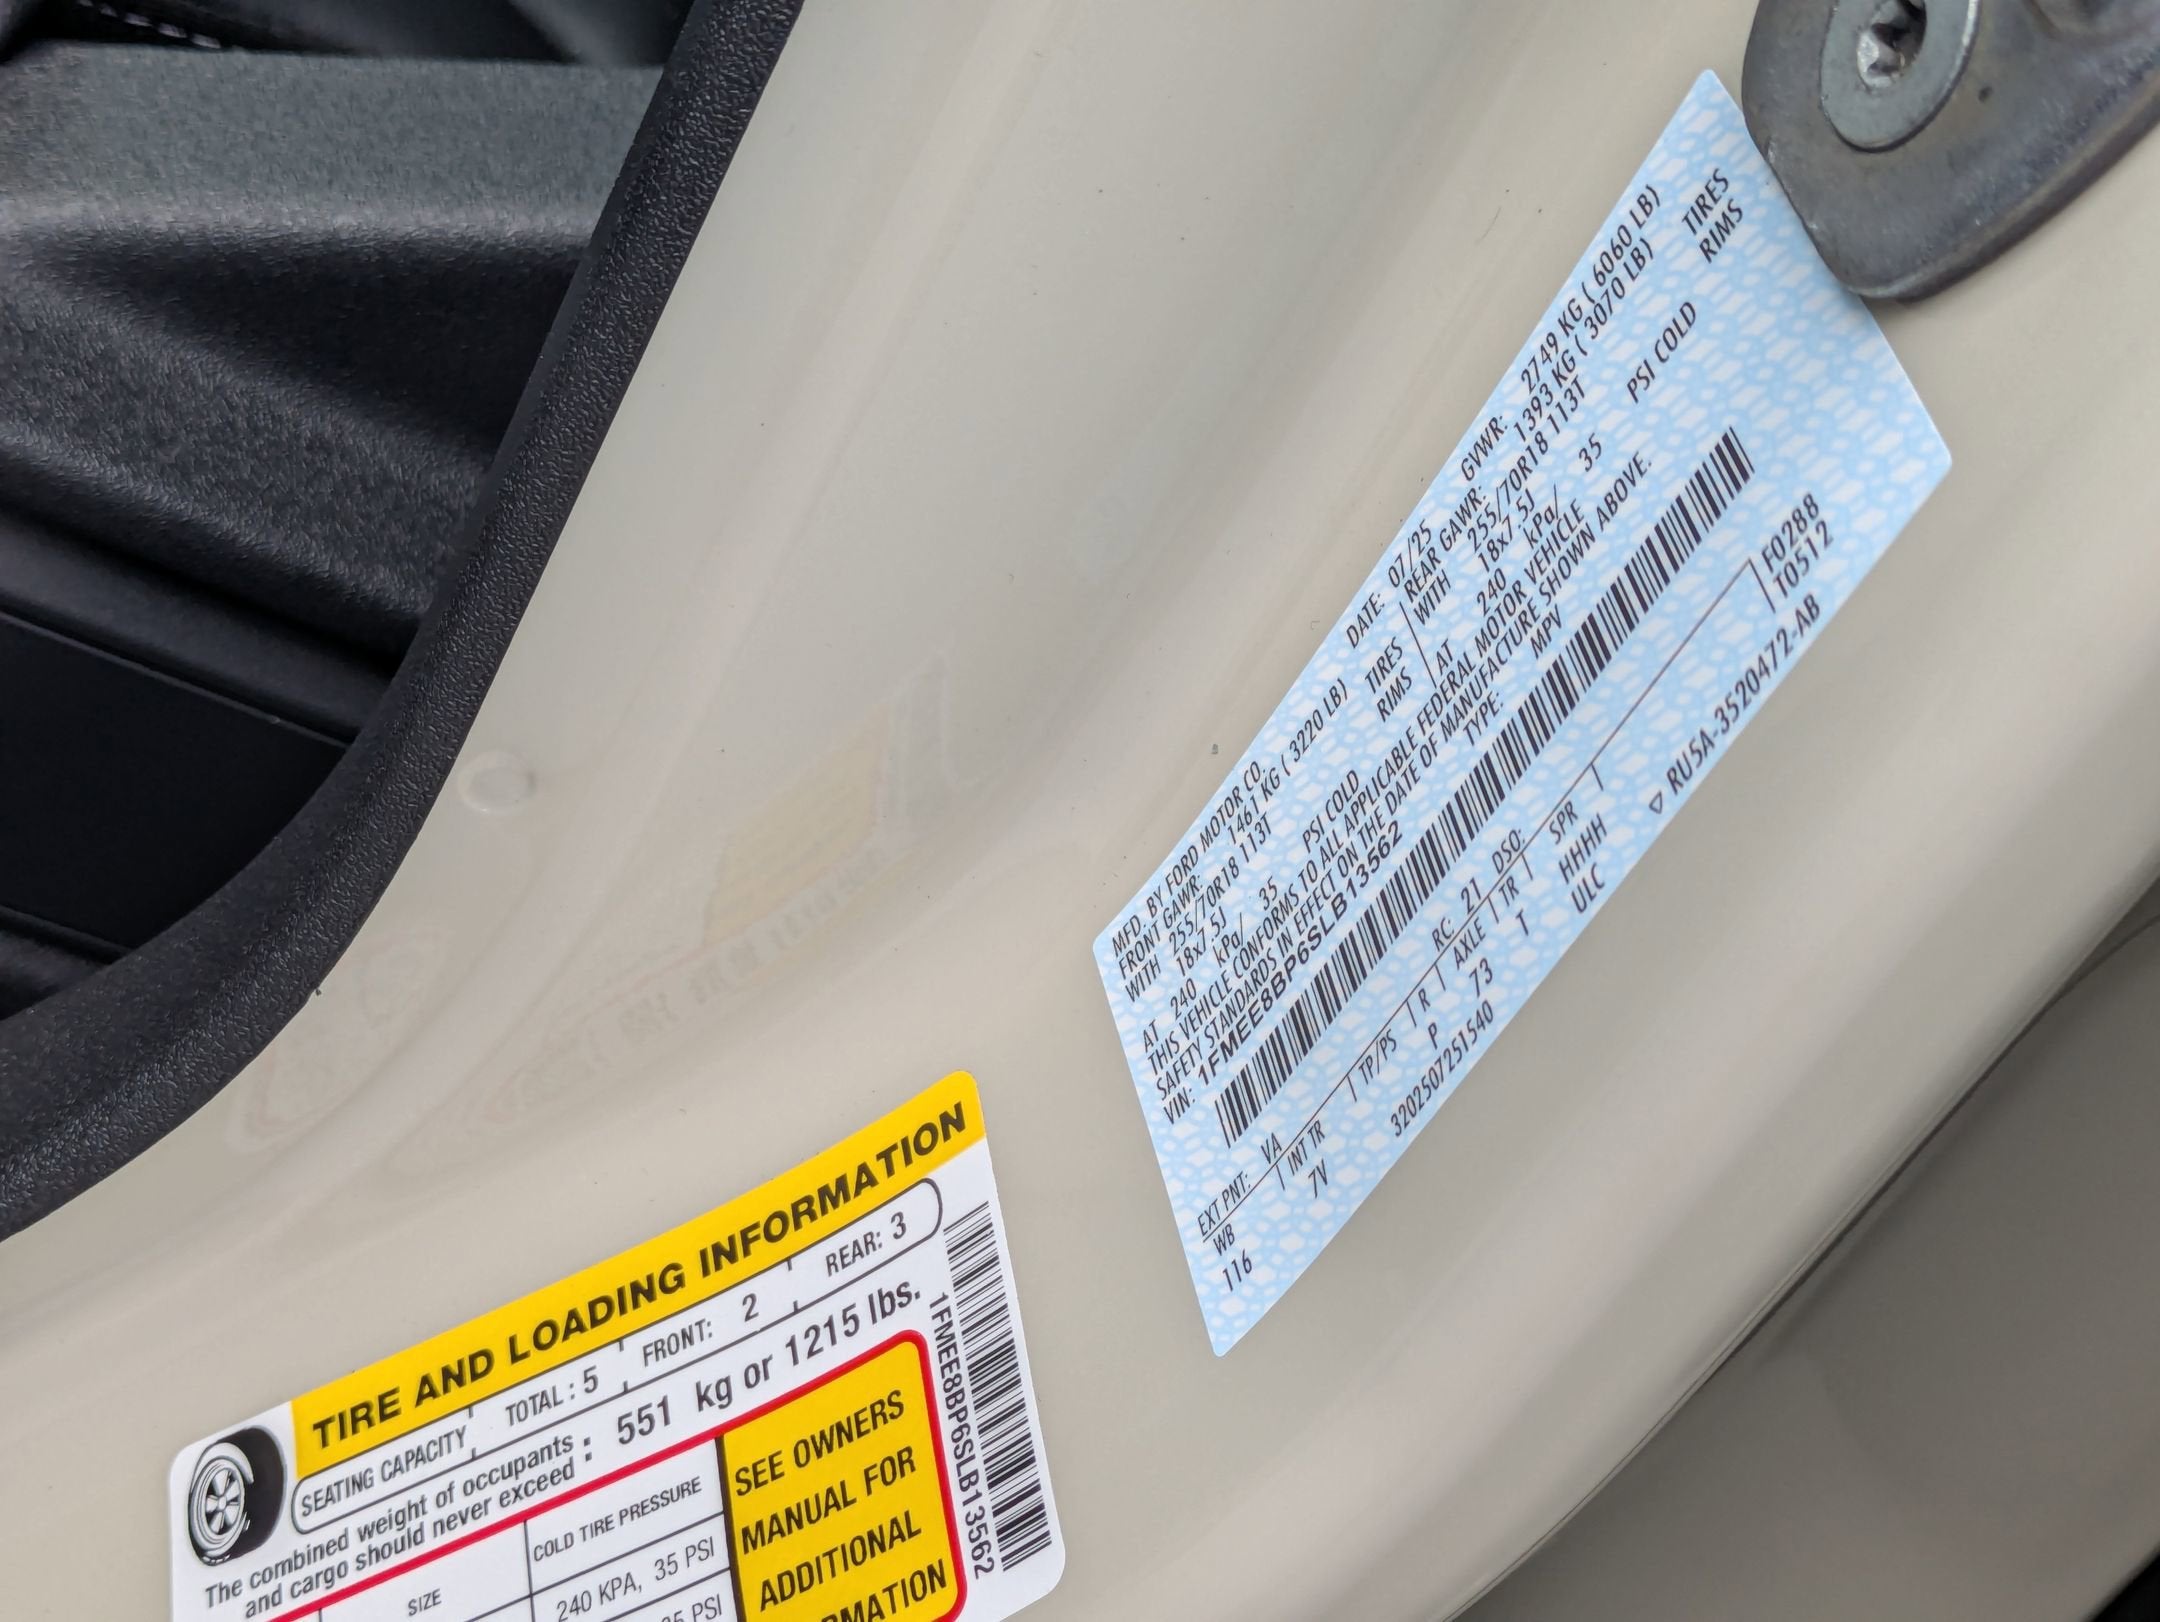 MFD. BY FORD MOTOR CO. DATE: 07/25 GVWR: 2749 KG ( 6060 LB)
FRONT GAWR: 1461 KG ( 3220 LB) REAR GAWR: 1393 KG ( 3070 LB)
WITH 255/70R18 113T TIRES WITH 255/70R18 113T TIRES
18x7.5J RIMS 18x7.5J RIMS
AT 240 kPa/ 35 PSI COLD AT 240 kPa/ 35 PSI COLD
THIS VEHICLE CONFORMS TO ALL APPLICABLE FEDERAL MOTOR VEHICLE
SAFETY STANDARDS IN EFFECT ON THE DATE OF MANUFACTURE SHOWN ABOVE.
VIN: 1FMEE8BP6SLB13562 TYPE: MPV
EXT PNT: VA RC: 21 DSO: F0288
WB INT TR TP/PS R AXLE TR SPR T0512
116 7V P 73 T HHHH
ULC
3202507251540
RU5A-3520472-AB
TIRE AND LOADING INFORMATION
SEATING CAPACITY TOTAL : 5 FRONT: 2 REAR: 3
The combined weight of occupants
and cargo should never exceed : 551 kg or 1215 lbs.
SIZE COLD TIRE PRESSURE
240 KPA, 35 PSI
35 PSI
SEE OWNERS
MANUAL FOR
ADDITIONAL
1FMEE8BP6SLB13562